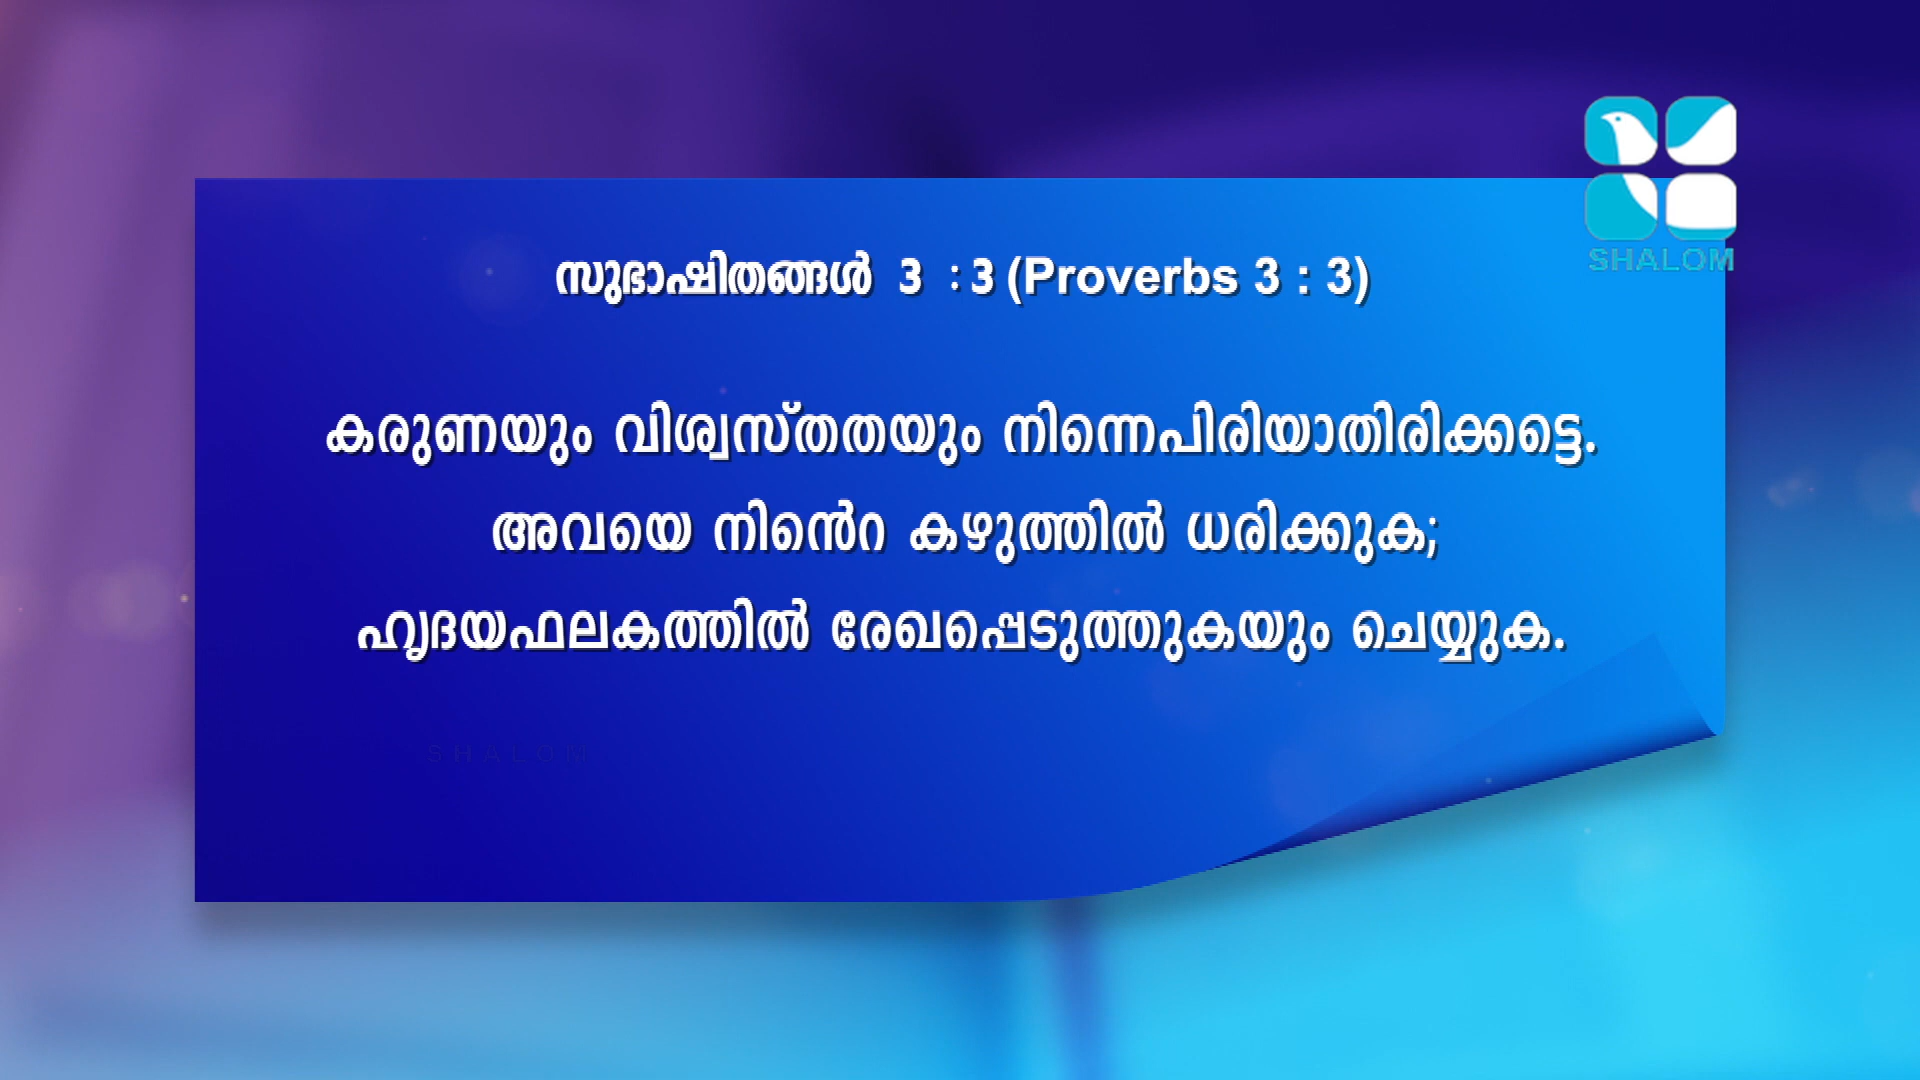 SHALOM
സുഭാഷിതങ്ങൾ 3 : 3 (Proverbs 3 : 3)
കരുണയും വിശ്വസ്തതയും നിന്നെപിരിയാതിരിക്കട്ടെ.
അവയെ നിൻെറ കഴുത്തിൽ ധരിക്കുക;
ഹൃദയഫലകത്തിൽ രേഖപ്പെടുത്തുകയും ചെയ്യുക.
SHALOM